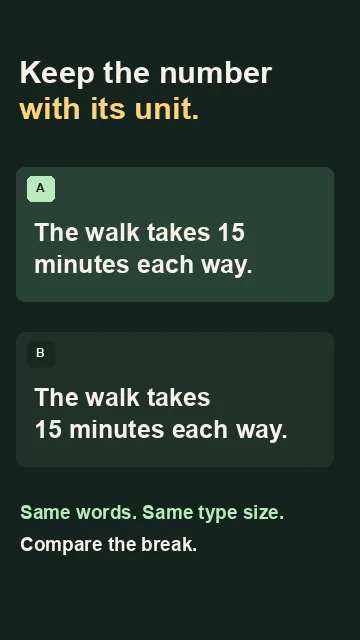 Keep the number
with its unit.
A
The walk takes 15
minutes each way.
B
The walk takes
15 minutes each way.
Same words. Same type size.
Compare the break.